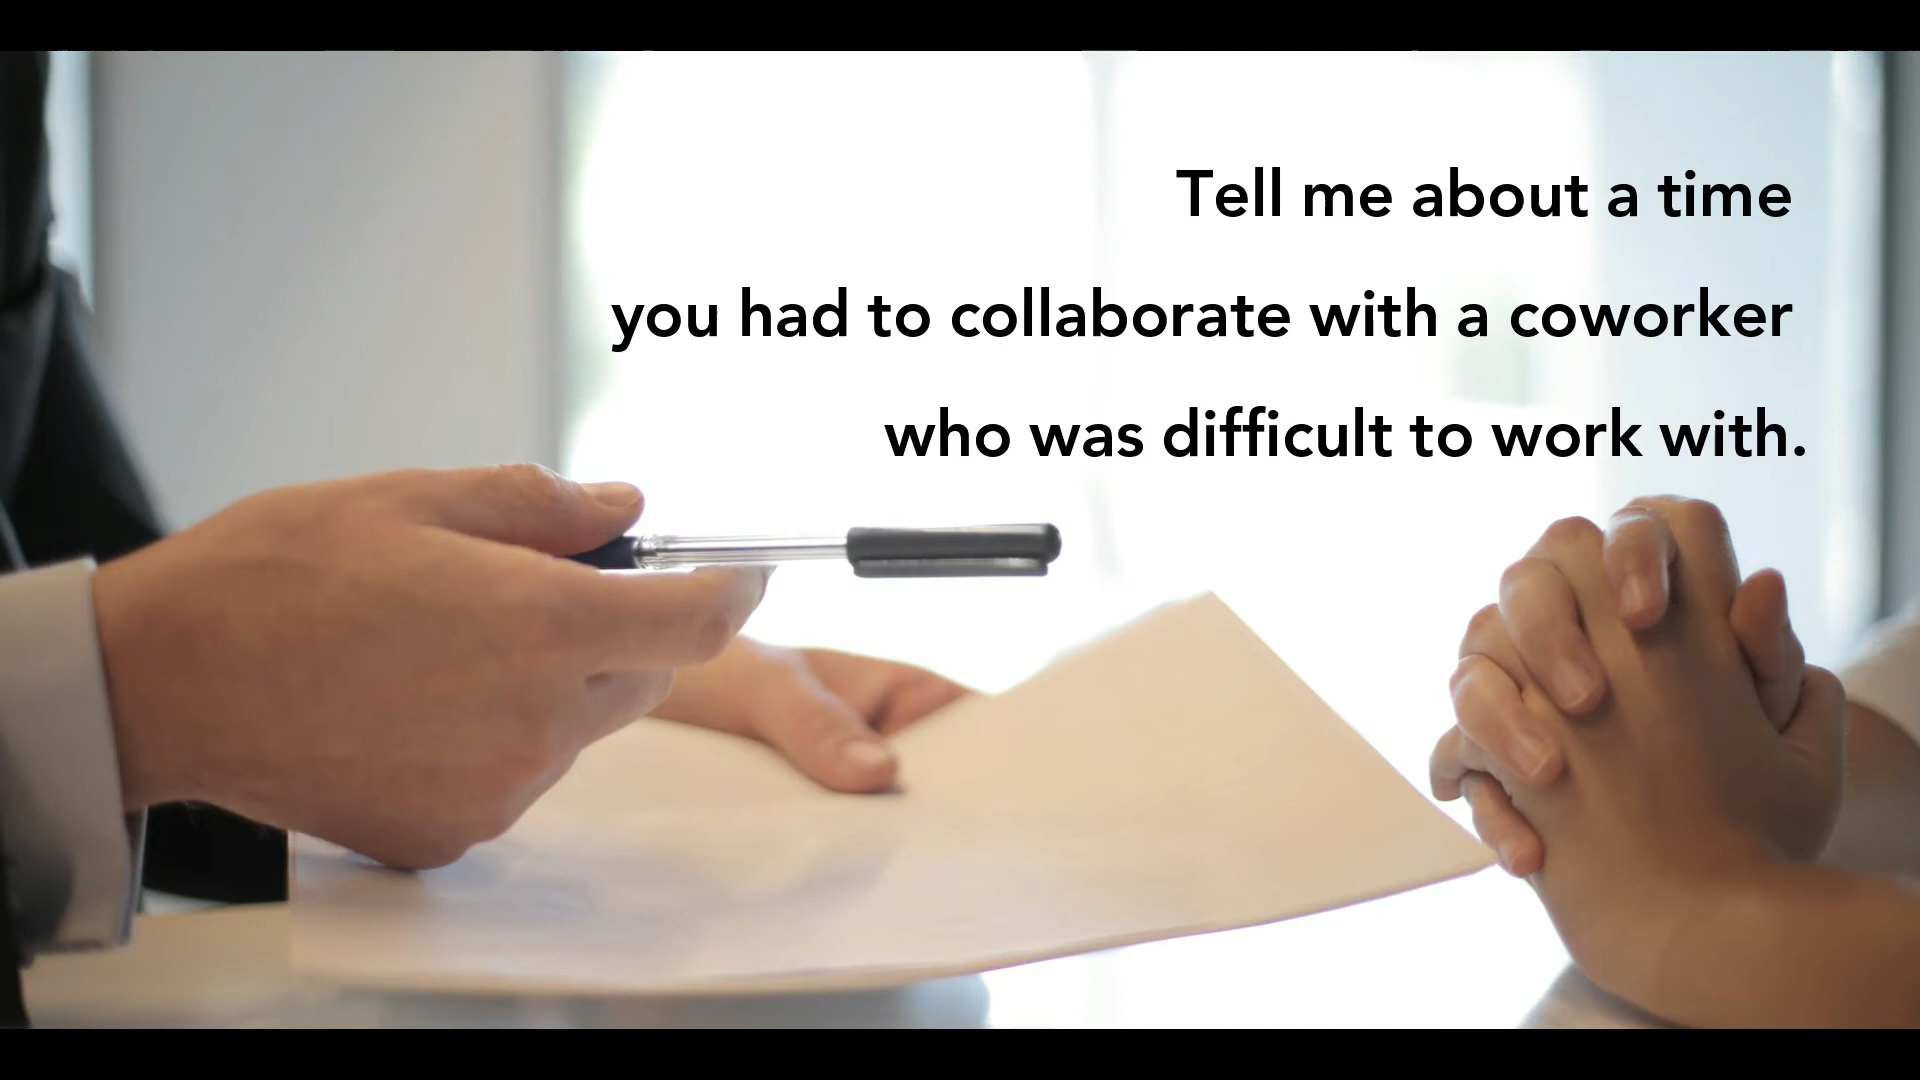 Tell me about a time
you had to collaborate with a coworker
who was difficult to work with.